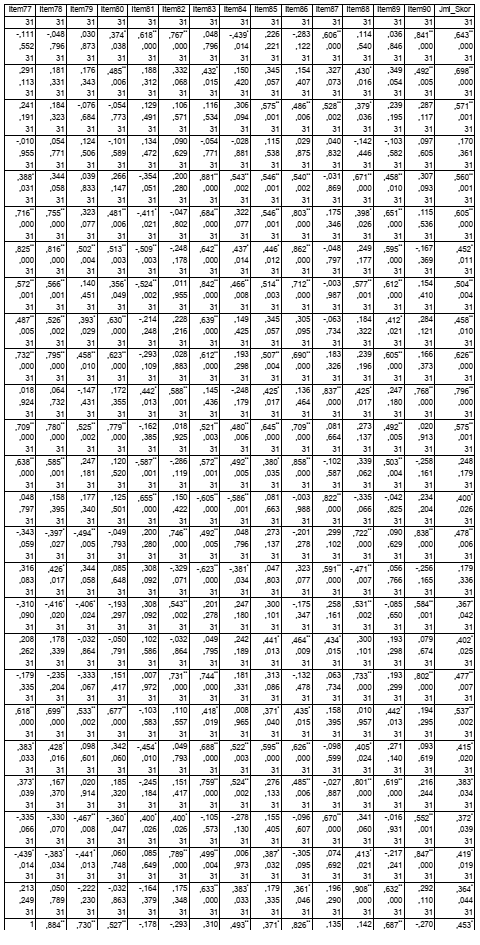 Item77 Item78 Item79 Item80 Item81 Item82 Item83 Item84 Item85 Item86 Item87 Item88 Item89 Item90 Jml_Skor
31 31 31 31 31 31 31 31 31 31 31 31 31 31 31
-,111 -,048 ,030 ,374* ,618** ,767** ,048 -,439* ,226 -,283 ,606** ,114 ,036 ,841** ,643**
,552 ,796 ,873 ,038 ,000 ,000 ,796 ,014 ,221 ,122 ,000 ,540 ,846 ,000 ,000
31 31 31 31 31 31 31 31 31 31 31 31 31 31 31
,291 ,181 ,176 ,485** ,188 ,332 ,432* ,150 ,345 ,154 ,327 ,430* ,349 ,492** ,698**
,113 ,331 ,343 ,006 ,312 ,068 ,015 ,420 ,057 ,407 ,073 ,016 ,054 ,005 ,000
31 31 31 31 31 31 31 31 31 31 31 31 31 31 31
,241 ,184 -,076 -,054 ,129 ,106 ,116 ,306 ,575** ,486** ,528** ,379* ,239 ,287 ,571**
,191 ,323 ,684 ,773 ,491 ,571 ,534 ,094 ,001 ,006 ,002 ,036 ,195 ,117 ,001
31 31 31 31 31 31 31 31 31 31 31 31 31 31 31
-,010 ,054 ,124 -,101 ,134 ,090 -,054 -,028 ,115 ,029 ,040 -,142 -,103 ,097 ,170
,955 ,771 ,506 ,589 ,472 ,629 ,771 ,881 ,538 ,875 ,832 ,446 ,582 ,605 ,361
31 31 31 31 31 31 31 31 31 31 31 31 31 31 31
,388* ,344 ,039 ,266 -,354 ,200 ,881** ,543** ,546** ,540** -,031 ,671** ,458** ,307 ,560**
,031 ,058 ,833 ,147 ,051 ,280 ,000 ,002 ,001 ,002 ,869 ,000 ,010 ,093 ,001
31 31 31 31 31 31 31 31 31 31 31 31 31 31 31
,716** ,755** ,323 ,481** -,411* -,047 ,684** ,322 ,546** ,803** ,175 ,398* ,651** ,115 ,605**
,000 ,000 ,077 ,006 ,021 ,802 ,000 ,077 ,001 ,000 ,346 ,026 ,000 ,536 ,000
31 31 31 31 31 31 31 31 31 31 31 31 31 31 31
,825** ,816** ,502** ,513** -,509** -,248 ,642** ,437* ,446* ,862** -,048 ,249 ,595** -,167 ,452*
,000 ,000 ,004 ,003 ,003 ,178 ,000 ,014 ,012 ,000 ,797 ,177 ,000 ,369 ,011
31 31 31 31 31 31 31 31 31 31 31 31 31 31 31
,572** ,566** ,140 ,356* -,524** ,011 ,842** ,466** ,514** ,712** -,003 ,577** ,612** ,154 ,504**
,001 ,001 ,451 ,049 ,002 ,955 ,000 ,008 ,003 ,000 ,987 ,001 ,000 ,410 ,004
31 31 31 31 31 31 31 31 31 31 31 31 31 31 31
,487** ,526** ,393* ,630** -,214 ,228 ,639** ,149 ,345 ,305 -,063 ,184 ,412* ,284 ,458**
,005 ,002 ,029 ,000 ,248 ,216 ,000 ,425 ,057 ,095 ,734 ,322 ,021 ,121 ,010
31 31 31 31 31 31 31 31 31 31 31 31 31 31 31
,732** ,795** ,458** ,623** -,293 ,028 ,612** ,193 ,507** ,690** ,183 ,239 ,605** ,166 ,626**
,000 ,000 ,010 ,000 ,109 ,883 ,000 ,298 ,004 ,000 ,326 ,196 ,000 ,373 ,000
31 31 31 31 31 31 31 31 31 31 31 31 31 31 31
,018 ,064 -,147 ,172 ,442* ,588** ,145 -,248 ,425* ,136 ,837** ,425* ,247 ,768** ,796**
,924 ,732 ,431 ,355 ,013 ,001 ,436 ,179 ,017 ,464 ,000 ,017 ,180 ,000 ,000
31 31 31 31 31 31 31 31 31 31 31 31 31 31 31
,709** ,780** ,525** ,779** -,162 ,018 ,521** ,480** ,645** ,709** ,081 ,273 ,492** ,020 ,575**
,000 ,000 ,002 ,000 ,385 ,925 ,003 ,006 ,000 ,000 ,664 ,137 ,005 ,913 ,001
31 31 31 31 31 31 31 31 31 31 31 31 31 31 31
,638** ,585** ,247 ,120 -,587** -,286 ,572** ,492** ,380* ,858** -,102 ,339 ,503** -,258 ,248
,000 ,001 ,181 ,520 ,001 ,119 ,001 ,005 ,035 ,000 ,587 ,062 ,004 ,161 ,179
31 31 31 31 31 31 31 31 31 31 31 31 31 31 31
,048 ,158 ,177 ,125 ,655** ,150 -,605** -,586** ,081 -,003 ,822** -,335 -,042 ,234 ,400*
,797 ,395 ,340 ,501 ,000 ,422 ,000 ,001 ,663 ,988 ,000 ,066 ,825 ,204 ,026
31 31 31 31 31 31 31 31 31 31 31 31 31 31 31
-,343 -,397* -,494** -,049 ,200 ,746** ,492** ,048 ,273 -,201 ,299 ,722** ,090 ,838** ,478**
,059 ,027 ,005 ,793 ,280 ,000 ,005 ,796 ,137 ,278 ,102 ,000 ,629 ,000 ,006
31 31 31 31 31 31 31 31 31 31 31 31 31 31 31
,316 ,426* ,344 ,085 ,308 -,329 -,623** -,381* ,047 ,323 ,591** -,471** ,056 -,256 ,179
,083 ,017 ,058 ,648 ,092 ,071 ,000 ,034 ,803 ,077 ,000 ,007 ,766 ,165 ,336
31 31 31 31 31 31 31 31 31 31 31 31 31 31 31
-,310 -,416* -,406* -,193 ,308 ,543** ,201 ,247 ,300 -,175 ,258 ,531** -,085 ,584** ,367*
,090 ,020 ,024 ,297 ,092 ,002 ,278 ,180 ,101 ,347 ,161 ,002 ,650 ,001 ,042
31 31 31 31 31 31 31 31 31 31 31 31 31 31 31
,208 ,178 -,032 -,050 ,102 -,032 ,049 ,242 ,441* ,464** ,434* ,300 ,193 ,079 ,402*
,262 ,339 ,864 ,791 ,586 ,864 ,795 ,189 ,013 ,009 ,015 ,101 ,298 ,674 ,025
31 31 31 31 31 31 31 31 31 31 31 31 31 31 31
-,179 -,235 -,333 ,151 ,007 ,731** ,744** ,181 ,313 -,132 ,063 ,733** ,193 ,802** ,477**
,335 ,204 ,067 ,417 ,972 ,000 ,000 ,331 ,086 ,478 ,734 ,000 ,299 ,000 ,007
31 31 31 31 31 31 31 31 31 31 31 31 31 31 31
,618** ,699** ,533** ,677** -,103 ,110 ,418* ,008 ,371* ,435* ,158 ,010 ,442* ,194 ,537**
,000 ,000 ,002 ,000 ,583 ,557 ,019 ,965 ,040 ,015 ,395 ,957 ,013 ,295 ,002
31 31 31 31 31 31 31 31 31 31 31 31 31 31 31
,383* ,428* ,098 ,342 -,454* ,049 ,688** ,522** ,595** ,626** -,098 ,405* ,271 ,093 ,415*
,033 ,016 ,601 ,060 ,010 ,793 ,000 ,003 ,000 ,000 ,599 ,024 ,140 ,619 ,020
31 31 31 31 31 31 31 31 31 31 31 31 31 31 31
,373* ,167 ,020 ,185 -,245 ,151 ,759** ,524** ,276 ,485** -,027 ,801** ,619** ,216 ,383*
,039 ,370 ,914 ,320 ,184 ,417 ,000 ,002 ,133 ,006 ,887 ,000 ,000 ,244 ,034
31 31 31 31 31 31 31 31 31 31 31 31 31 31 31
-,335 -,330 -,467** -,360* ,400* ,400* -,105 -,278 ,155 -,096 ,670** ,341 -,016 ,552** ,372*
,066 ,070 ,008 ,047 ,026 ,026 ,573 ,130 ,405 ,607 ,000 ,060 ,931 ,001 ,039
31 31 31 31 31 31 31 31 31 31 31 31 31 31 31
-,439* -,383* -,441* ,060 ,085 ,789** ,499** ,006 ,387* -,305 ,074 ,413* -,217 ,847** ,419*
,014 ,034 ,013 ,748 ,649 ,000 ,004 ,973 ,032 ,095 ,692 ,021 ,241 ,000 ,019
31 31 31 31 31 31 31 31 31 31 31 31 31 31 31
,213 ,050 -,222 -,032 -,164 ,175 ,633** ,383* ,179 ,361* ,196 ,908** ,632** ,292 ,364*
,249 ,789 ,230 ,863 ,379 ,348 ,000 ,033 ,335 ,046 ,290 ,000 ,000 ,110 ,044
31 31 31 31 31 31 31 31 31 31 31 31 31 31 31
1 ,884** ,730** ,527** -,178 -,293 ,310 ,493** ,371* ,826** ,135 ,142 ,687** -,270 ,453*